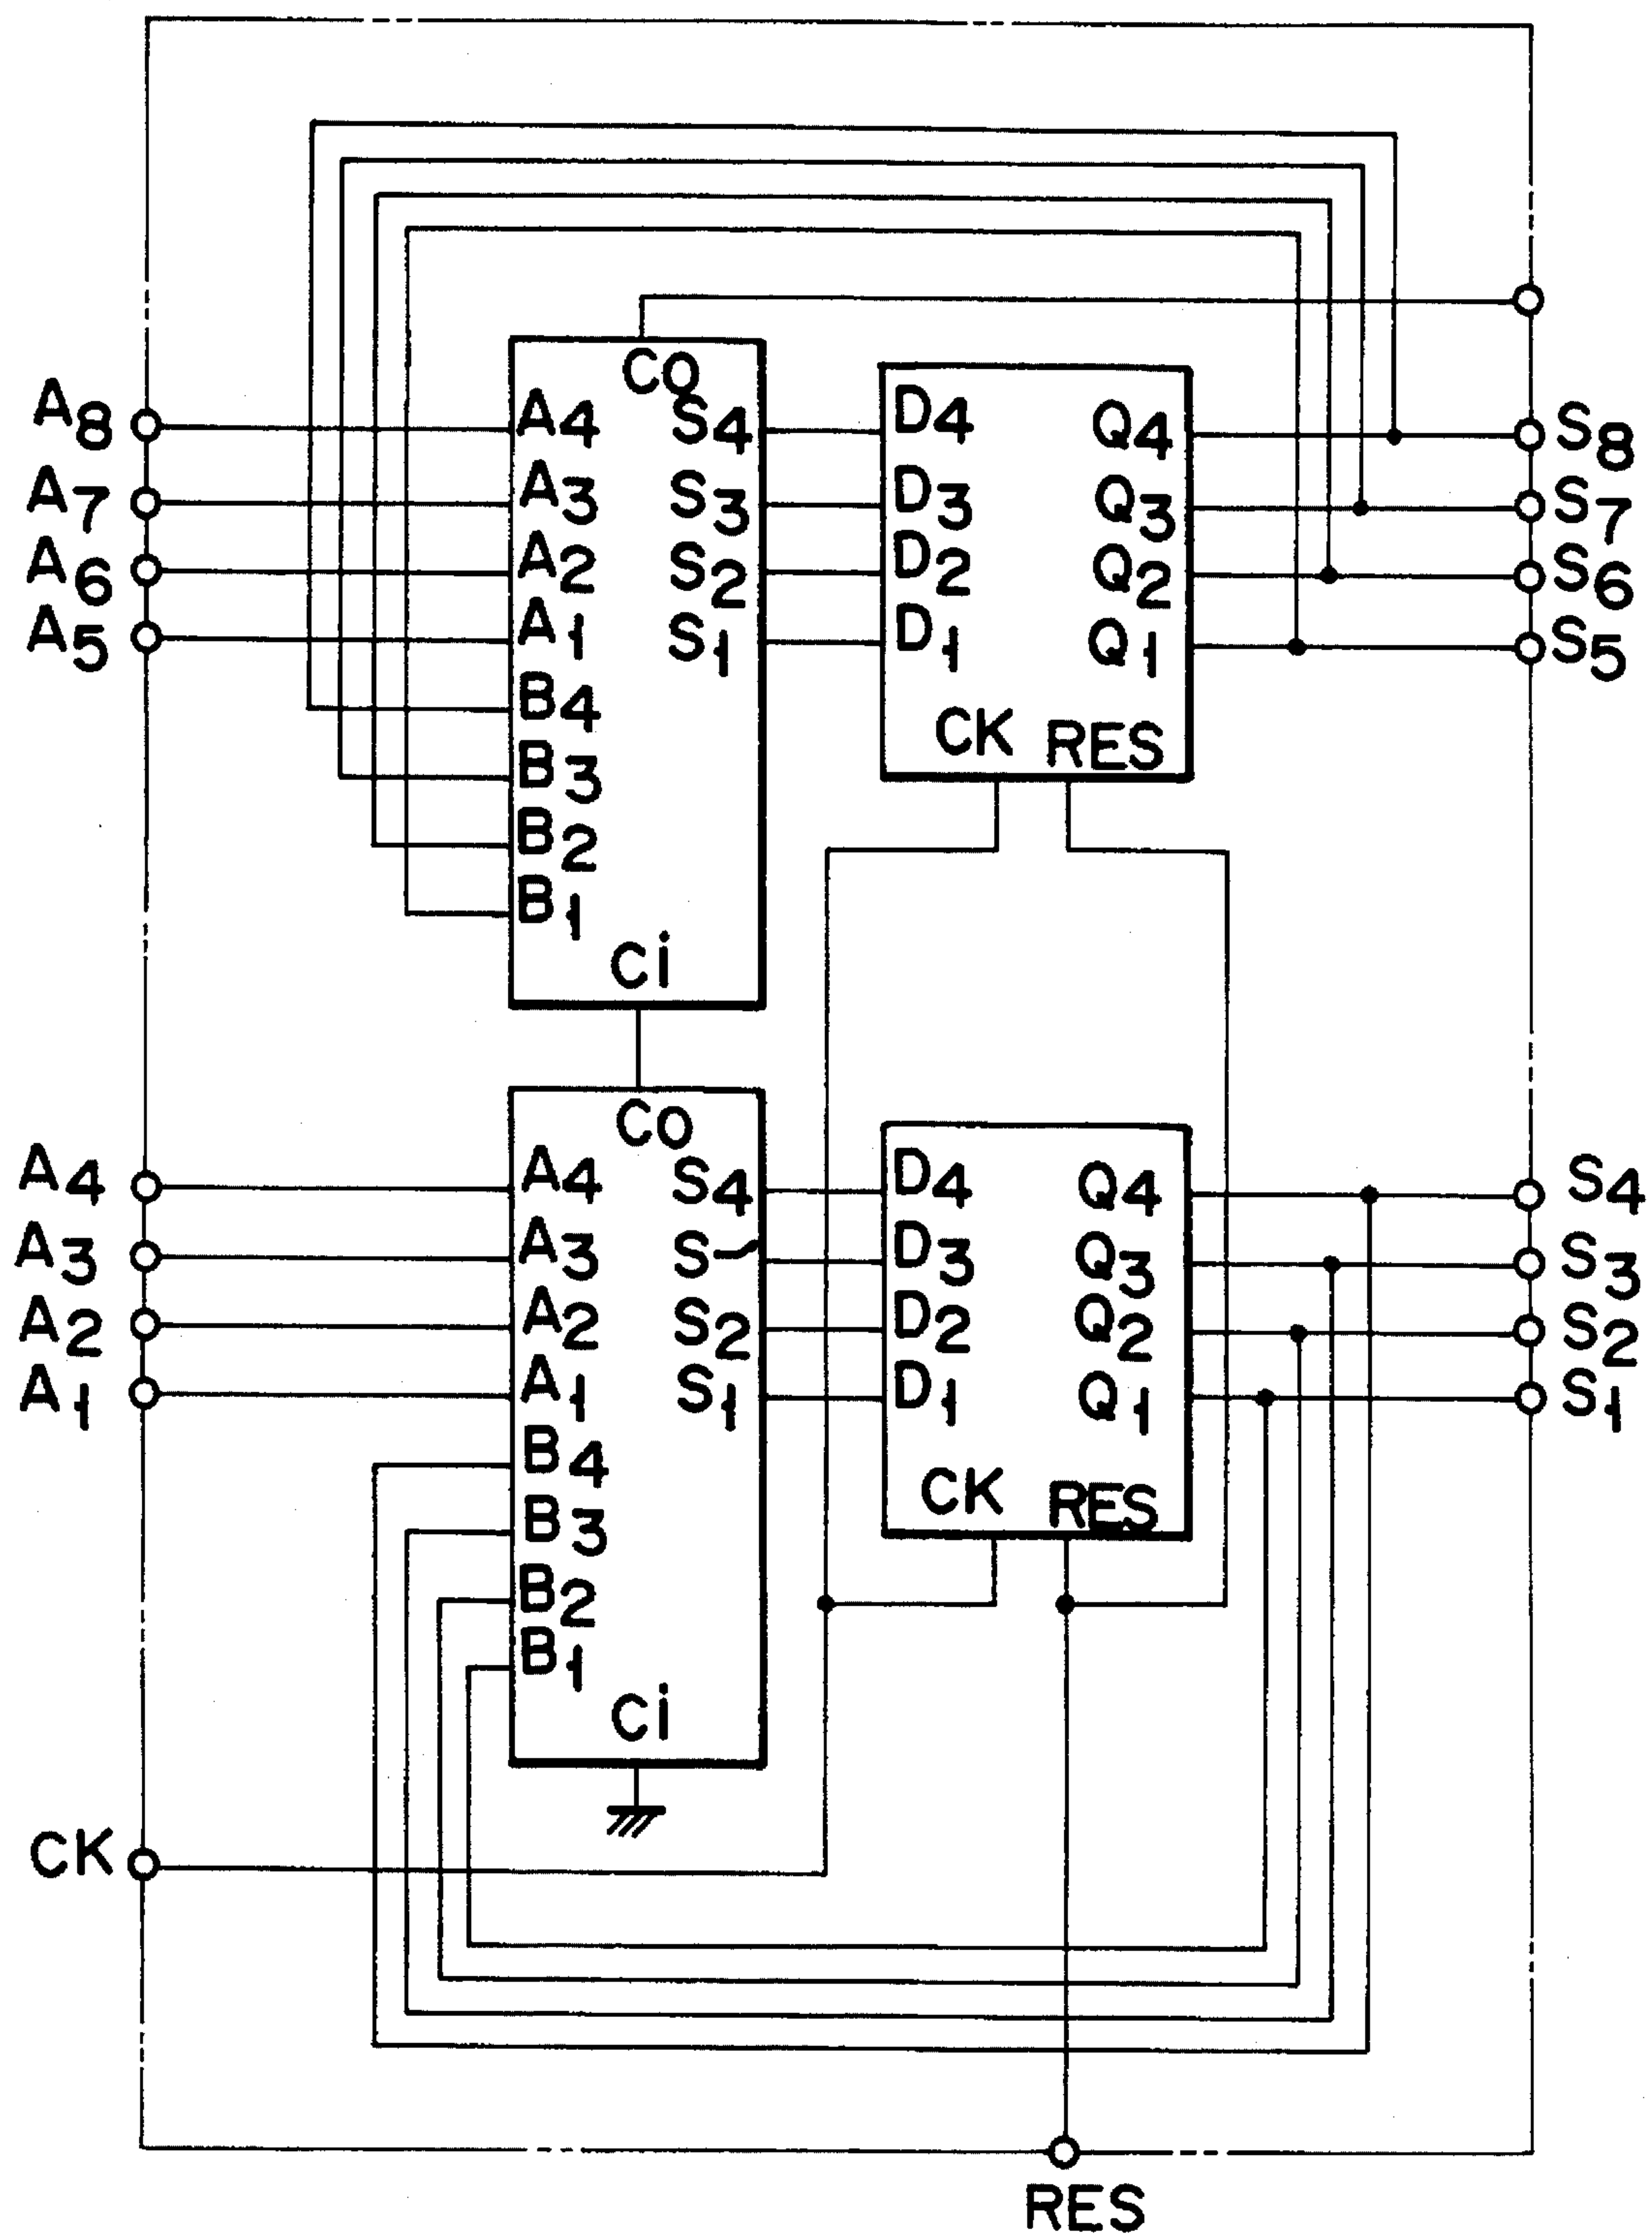 CO
A8 A4 S4 D4 Q4 S8
A7 A3 S3 D3 Q3 S7
A6 A2 S2 D2 Q2 S6
A5 A1 S1 D1 Q1 S5
B4
CK RES
B3
B2
B1
Ci
CO
A4 A4 S4 D4 Q4 S4
A3 A3 S D3 Q3 S3
A2 A2 S2 D2 Q2 S2
A1 A1 S1 D1 Q1 S1
B4
CK RES
B3
B2
B1
Ci
CK
RES